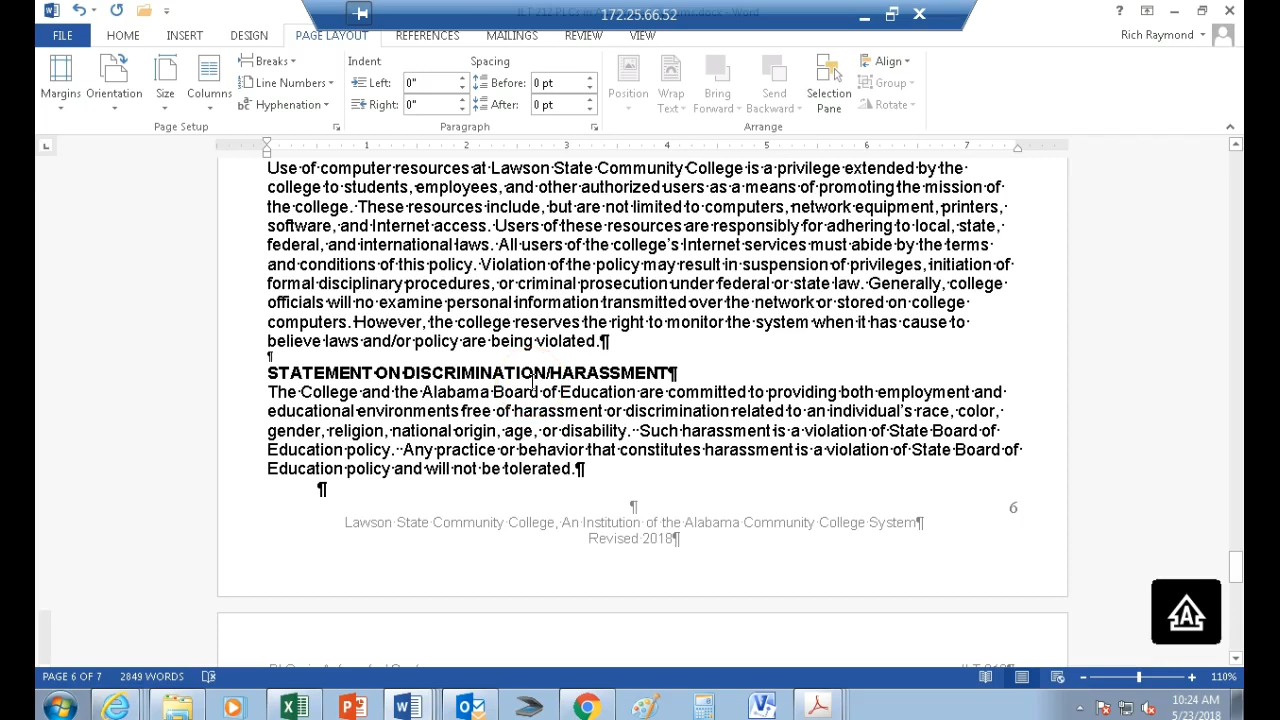 172.25.66.52
FILE HOME INSERT DESIGN PAGE LAYOUT REFERENCES MAILINGS REVIEW VIEW Rich Raymond
Margins Orientation Size Columns
Breaks
Line Numbers
Hyphenation
Page Setup
Indent
Left: 0"
Right: 0"
Spacing
Before: 0 pt
After: 0 pt
Paragraph
Position Wrap Text Bring Forward Send Backward Selection Pane
Align
Group
Rotate
Arrange
1 2 3 4 5 6 7
Use of computer resources at Lawson State Community College is a privilege extended by the
college to students, employees, and other authorized users as a means of promoting the mission of
the college. These resources include, but are not limited to computers, network equipment, printers,
software, and Internet access. Users of these resources are responsibly for adhering to local, state,
federal, and international laws. All users of the college's Internet services must abide by the terms
and conditions of this policy. Violation of the policy may result in suspension of privileges, initiation of
formal disciplinary procedures, or criminal prosecution under federal or state law. Generally, college
officials will no examine personal information transmitted over the network or stored on college
computers. However, the college reserves the right to monitor the system when it has cause to
believe laws and/or policy are being violated.¶
¶
STATEMENT ON DISCRIMINATION/HARASSMENT¶
The College and the Alabama Board of Education are committed to providing both employment and
educational environments free of harassment or discrimination related to an individual's race, color,
gender, religion, national origin, age, or disability. Such harassment is a violation of State Board of
Education policy. Any practice or behavior that constitutes harassment is a violation of State Board of
Education policy and will not be tolerated.¶
¶
¶
6
Lawson State Community College, An Institution of the Alabama Community College System¶
Revised 2018¶
A
PAGE 6 OF 7 2849 WORDS 110%
10:24 AM
5/23/2018